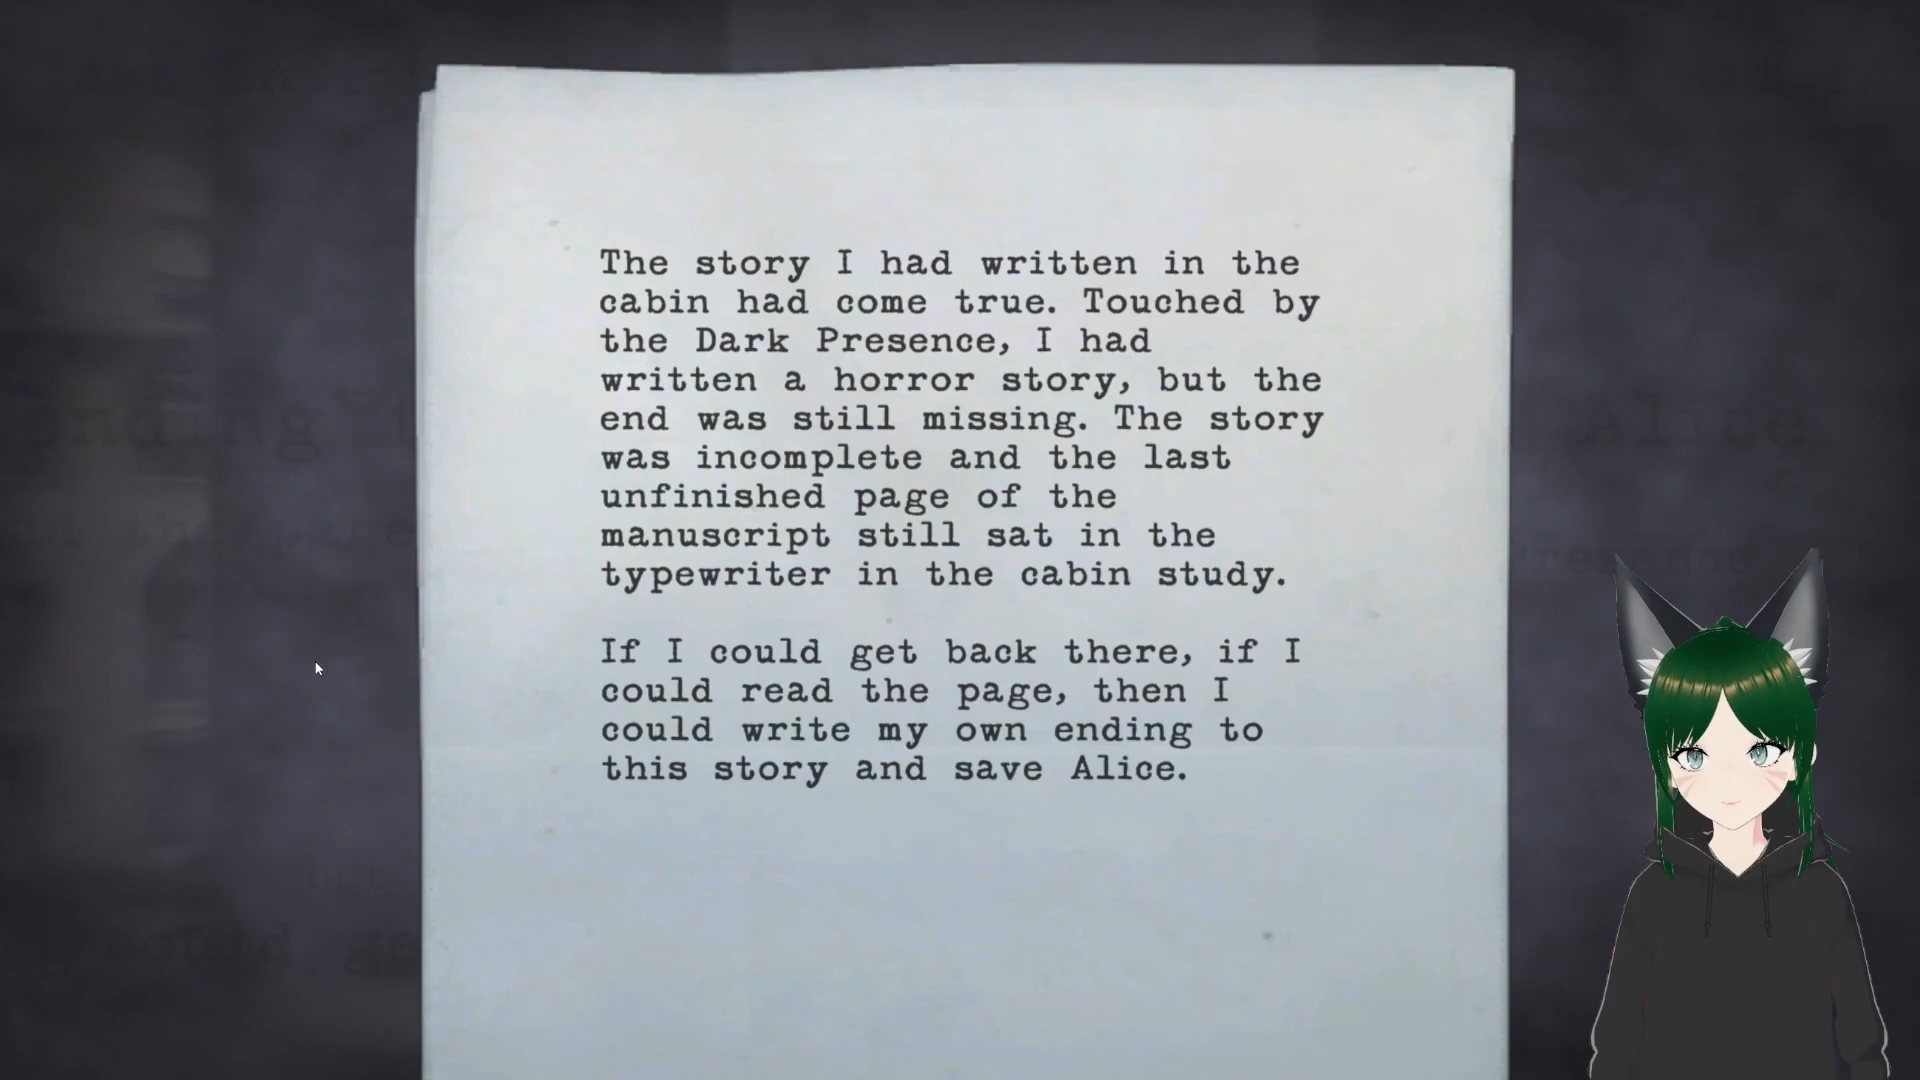 The story I had written in the
cabin had come true. Touched by
the Dark Presence, I had
written a horror story, but the
end was still missing. The story
was incomplete and the last
unfinished page of the
manuscript still sat in the
typewriter in the cabin study.
If I could get back there, if I
could read the page, then I
could write my own ending to
this story and save Alice.